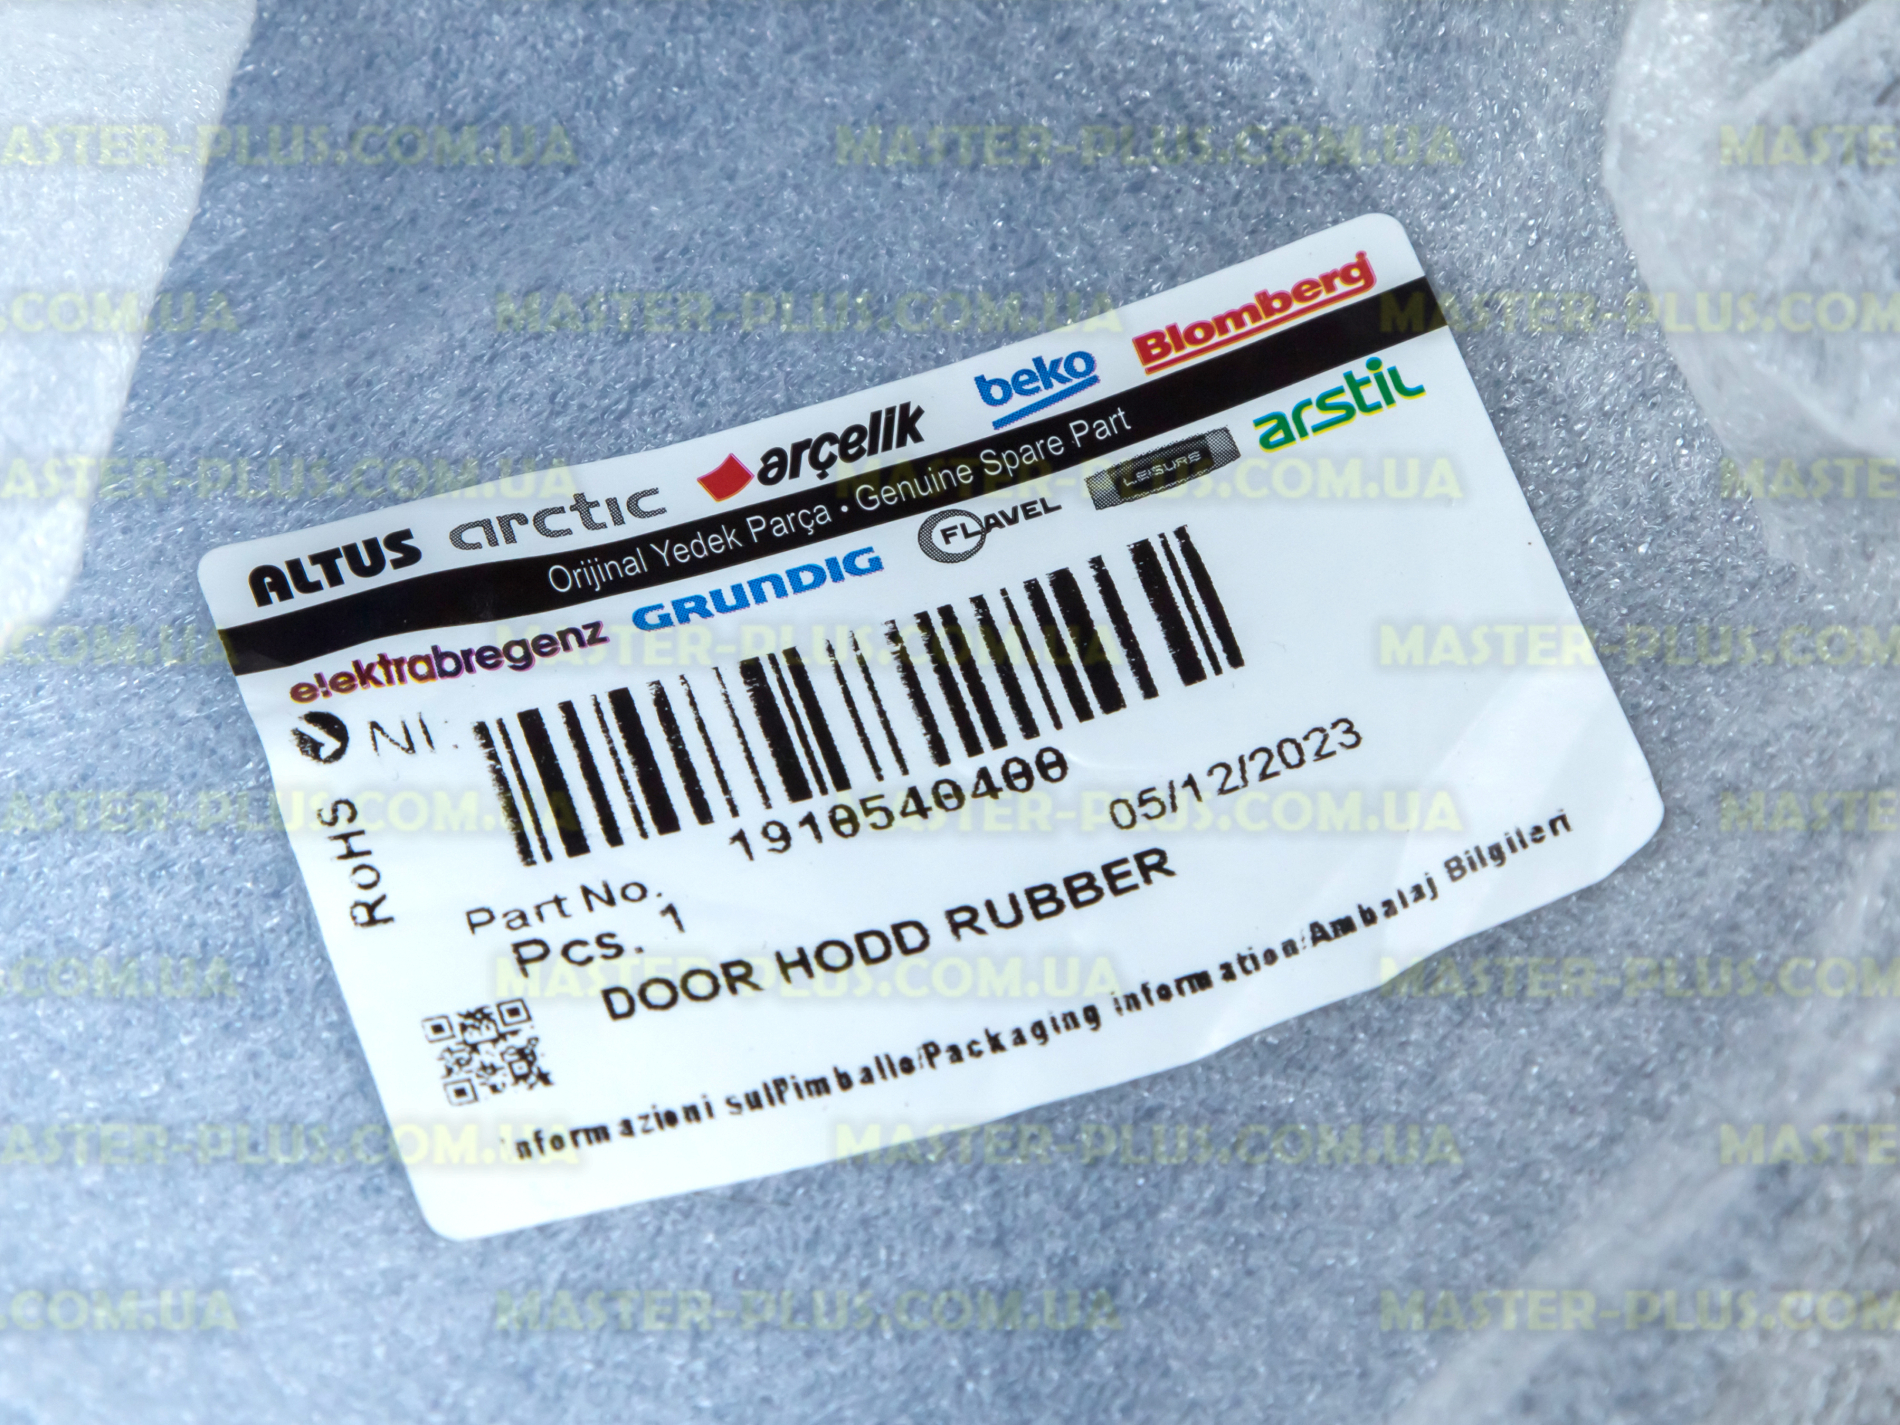 ALTUS arctic arçelik beko Blomberg
Orijinal Yedek Parça • Genuine Spare Part
elektrabregenz GRUNDIG FLAVEL LEISURE arstil
RoHS
1910540400
05/12/2023
Part No.
Pcs. 1
DOOR HODD RUBBER
nformazioni sull'imballo/Packaging information/Ambalaj Bilgileri
MASTER-PLUS.COM.UA